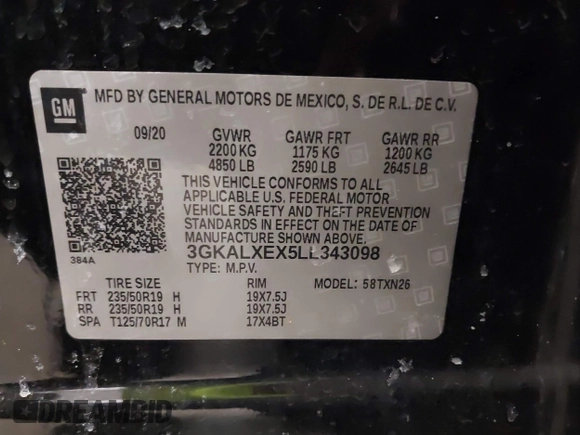 GM
MFD BY GENERAL MOTORS DE MEXICO, S. DE R.L. DE C.V.
09/20 GVWR GAWR FRT GAWR RR
2200 KG 1175 KG 1200 KG
4850 LB 2590 LB 2645 LB
THIS VEHICLE CONFORMS TO ALL
APPLICABLE U.S. FEDERAL MOTOR
VEHICLE SAFETY AND THEFT PREVENTION
STANDARDS IN EFFECT ON THE DATE OF
MANUFACTURE SHOWN ABOVE.
384A
3GKALXEX5LL343098
TYPE: M.P.V.
TIRE SIZE RIM MODEL: 58TXN26
FRT 235/50R19 H 19X7.5J
RR 235/50R19 H 19X7.5J
SPA T125/70R17 M 17X4BT
DREAMBID